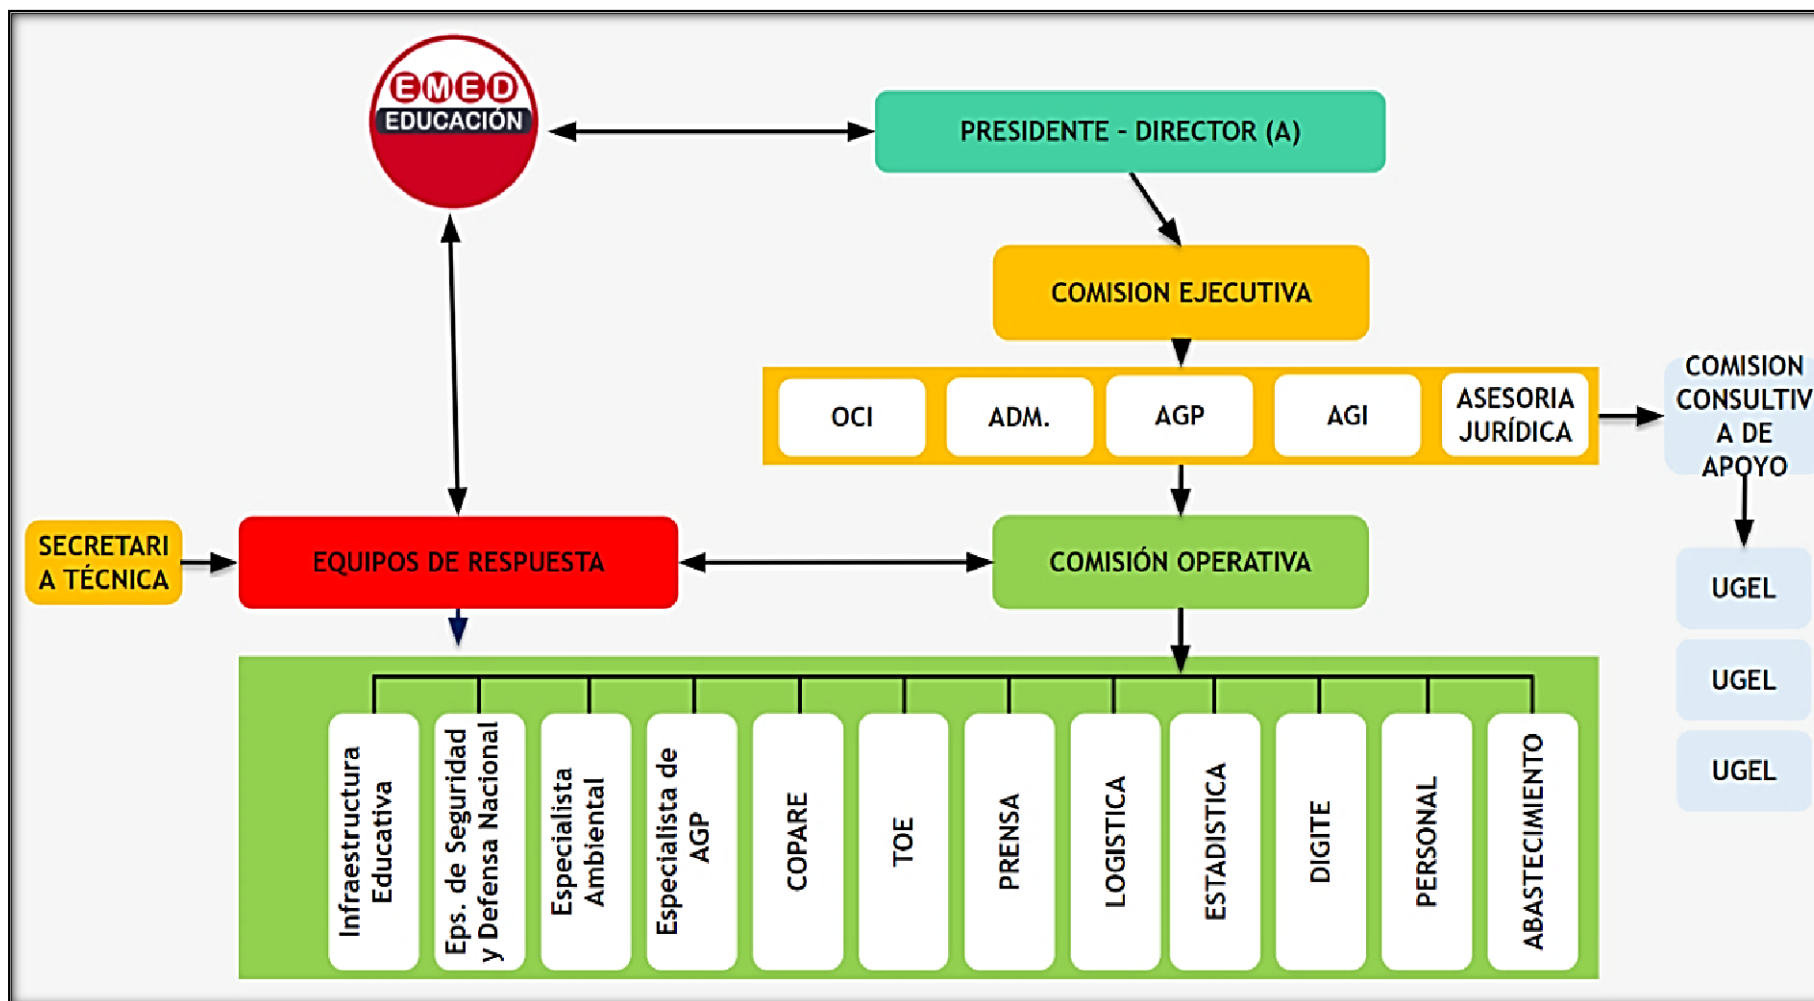 EMED
EDUCACIÓN
PRESIDENTE - DIRECTOR (A)
COMISION EJECUTIVA
OCI
ADM.
AGP
AGI
ASESORIA
JURÍDICA
COMISION
CONSULTIV
A DE
APOYO
SECRETARI
A TÉCNICA
EQUIPOS DE RESPUESTA
COMISIÓN OPERATIVA
UGEL
UGEL
UGEL
Infraestructura
Educativa
Eps. de Seguridad
y Defensa Nacional
Especialista
Ambiental
Especialista de
AGP
COPARE
TOE
PRENSA
LOGISTICA
ESTADISTICA
DIGITE
PERSONAL
ABASTECIMIENTO